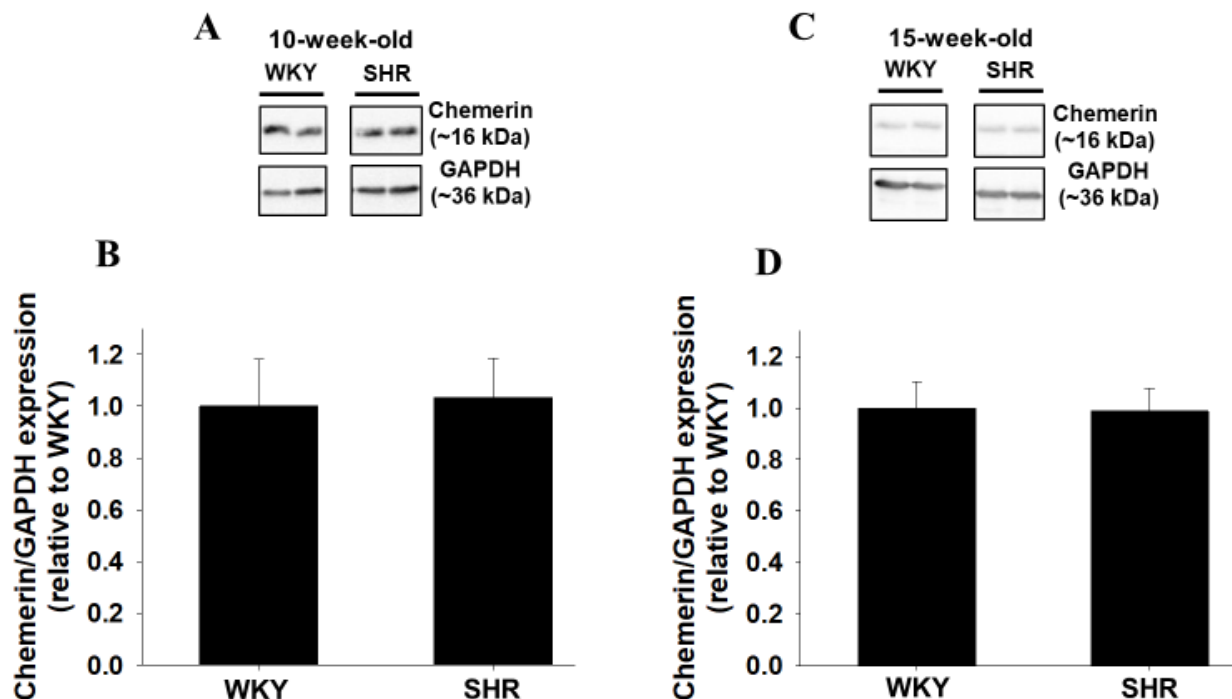 A
10-week-old
WKY SHR
Chemerin
(~16 kDa)
GAPDH
(~36 kDa)
B
Chemerin/GAPDH expression
(relative to WKY)
1.2
1.0
0.8
0.6
0.4
0.2
0.0
WKY SHR
C
15-week-old
WKY SHR
Chemerin
(~16 kDa)
GAPDH
(~36 kDa)
D
Chemerin/GAPDH expression
(relative to WKY)
1.2
1.0
0.8
0.6
0.4
0.2
0.0
WKY SHR